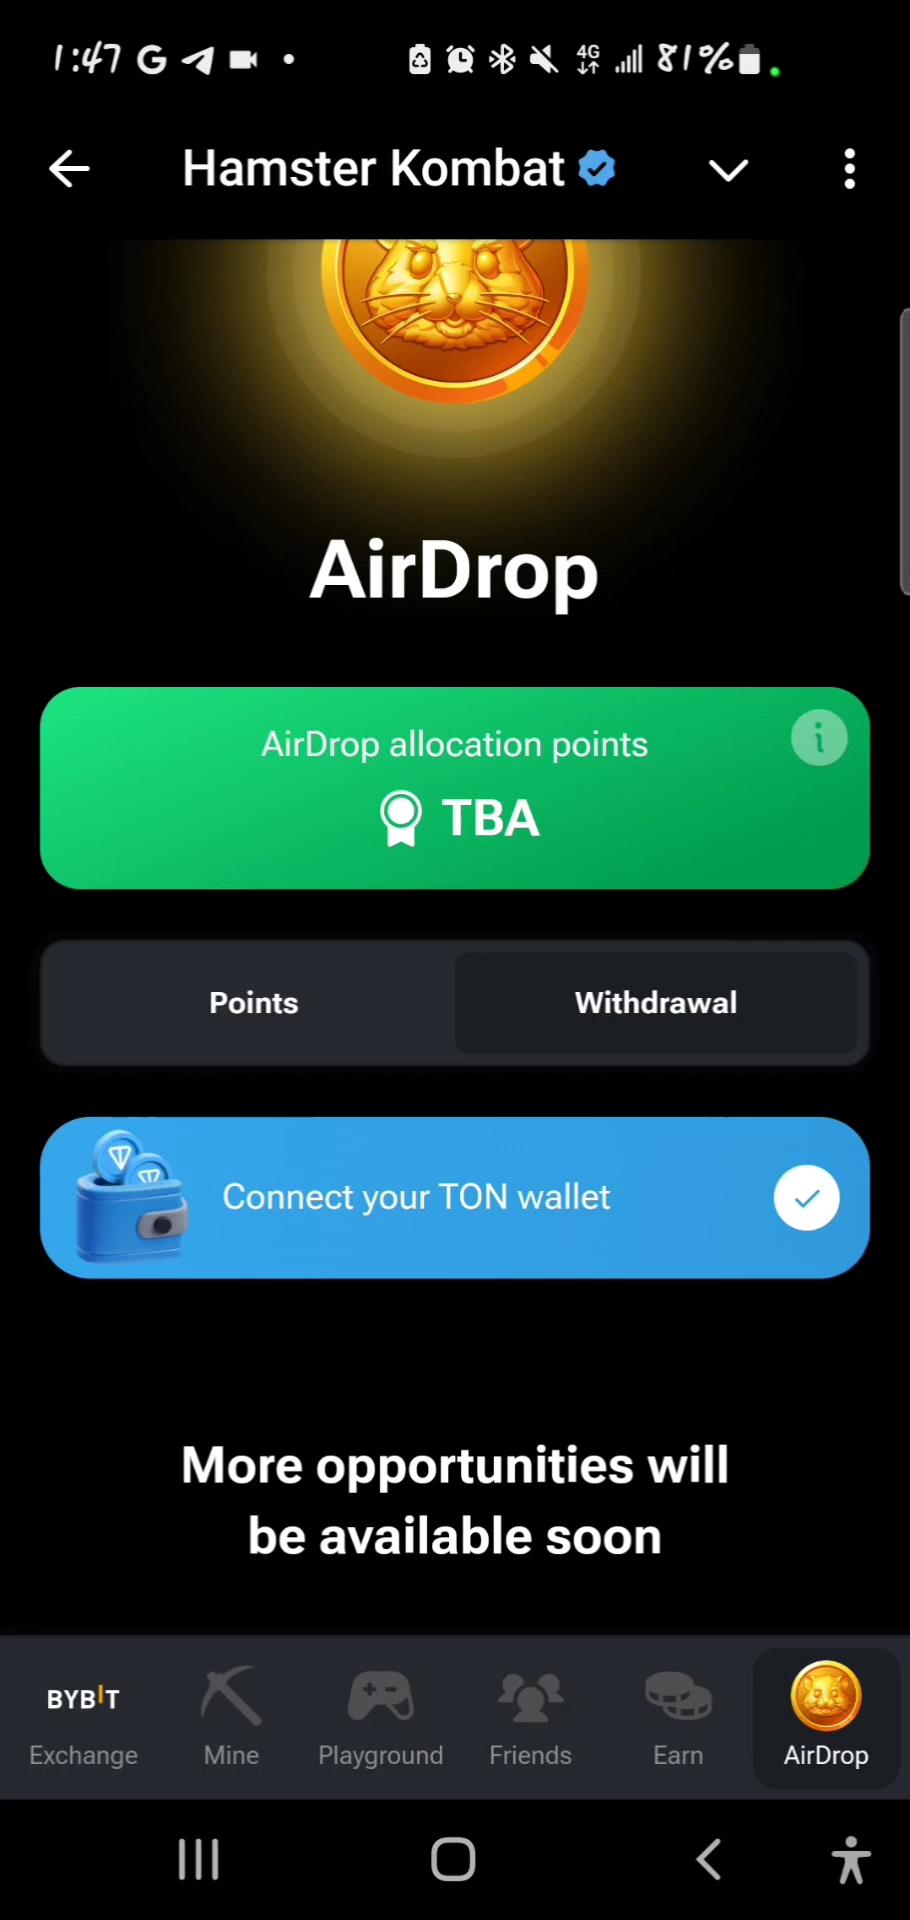 1:47
4G
81%
Hamster Kombat
AirDrop
AirDrop allocation points
TBA
Points
Withdrawal
Connect your TON wallet
More opportunities will
be available soon
BYBIT
Exchange
Mine
Playground
Friends
Earn
AirDrop